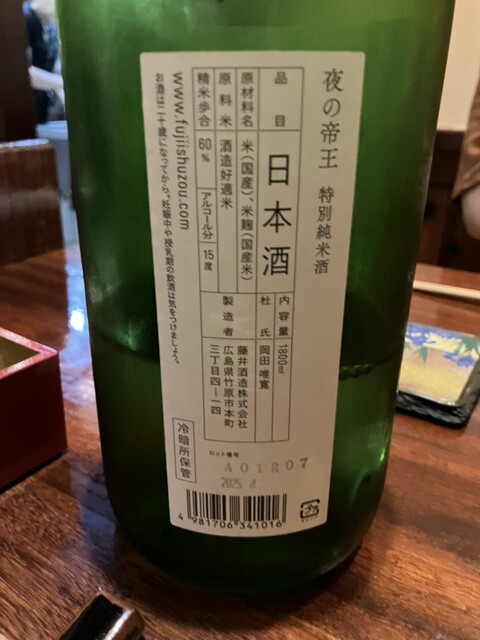 夜の帝王 特別純米酒
品目 日本酒
内容量 1800ml
杜氏 岡田 唯寛
原材料名 米(国産)、米麹(国産米)
原料米 酒造好適米
精米歩合 60% アルコール分 15度
製造者 藤井酒造株式会社
広島県竹原市本町
三丁目四―一四
www.fujiishuzou.com
お酒は二十歳になってから。妊娠中や授乳期の飲酒は気をつけましょう。
冷暗所保管
ロット番号
A01R07
2025.4.
4 981706 341016